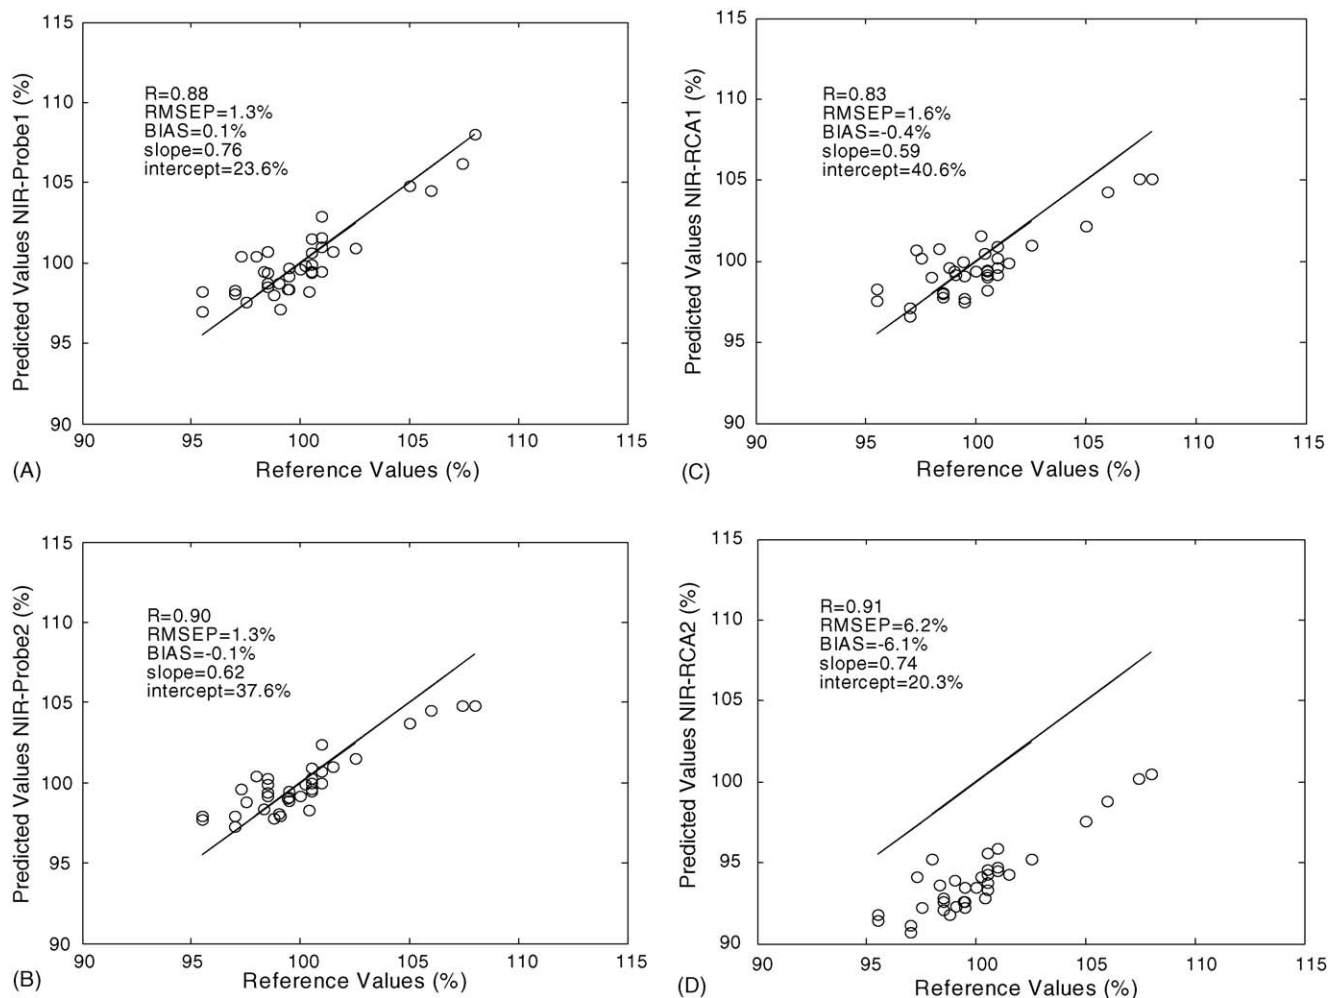 115
110
105
100
95
90
90
95
100
105
110
115
Predicted Values NIR-Probe1 (%)
R=0.88
RMSEP=1.3%
BIAS=0.1%
slope=0.76
intercept=23.6%
Reference Values (%)
(A)
115
110
105
100
95
90
90
95
100
105
110
115
Predicted Values NIR-RCA1 (%)
R=0.83
RMSEP=1.6%
BIAS=-0.4%
slope=0.59
intercept=40.6%
Reference Values (%)
(C)
115
110
105
100
95
90
90
95
100
105
110
115
Predicted Values NIR-Probe2 (%)
R=0.90
RMSEP=1.3%
BIAS=-0.1%
slope=0.62
intercept=37.6%
Reference Values (%)
(B)
115
110
105
100
95
90
90
95
100
105
110
115
Predicted Values NIR-RCA2 (%)
R=0.91
RMSEP=6.2%
BIAS=-6.1%
slope=0.74
intercept=20.3%
Reference Values (%)
(D)